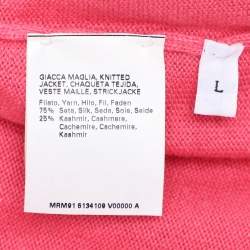 GIACCA MAGLIA, KNITTED
JACKET, CHAQUETA TEJIDA,
VESTE MAILLE, STRICKJACKE
Filato, Yarn, Hilo, Fil, Faden
75% Seta, Silk, Seda, Soie, Seide
25% Kashmir, Cashmere,
Cachemire, Cachemire,
Kashmir
MRM91 6134109 V00000 A
L